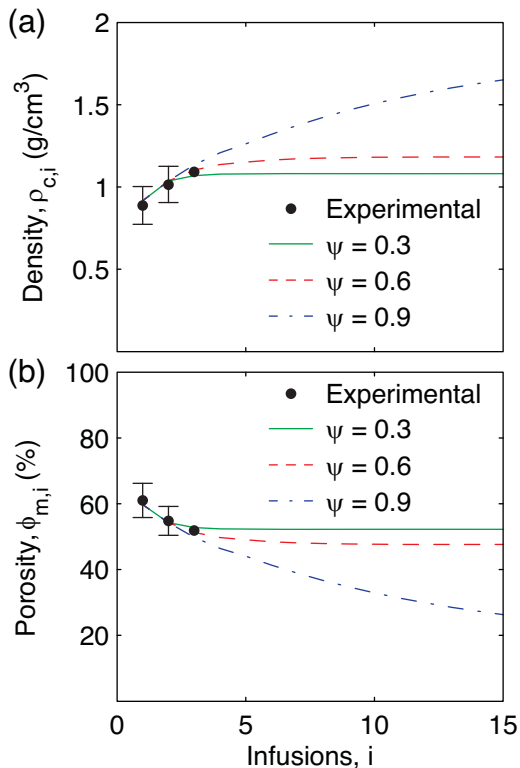 (a)
2
1.5
1
0.5
Density, ρc,i (g/cm³)
Experimental
ψ = 0.3
ψ = 0.6
ψ = 0.9
(b)
100
80
60
40
20
Porosity, ϕm,i (%)
Experimental
ψ = 0.3
ψ = 0.6
ψ = 0.9
0 5 10 15
Infusions, i